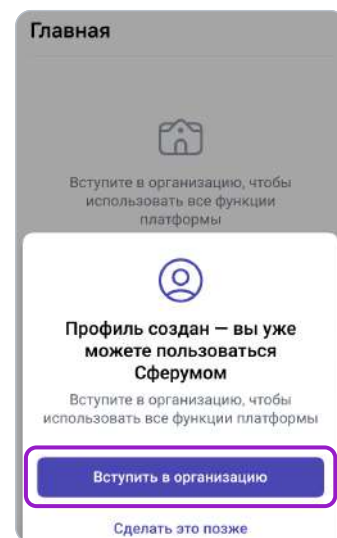 Главная
Вступите в организацию, чтобы
использовать все функции
платформы
Профиль создан — вы уже
можете пользоваться
Сферумом
Вступите в организацию, чтобы
использовать все функции платформы
Вступить в организацию
Сделать это позже